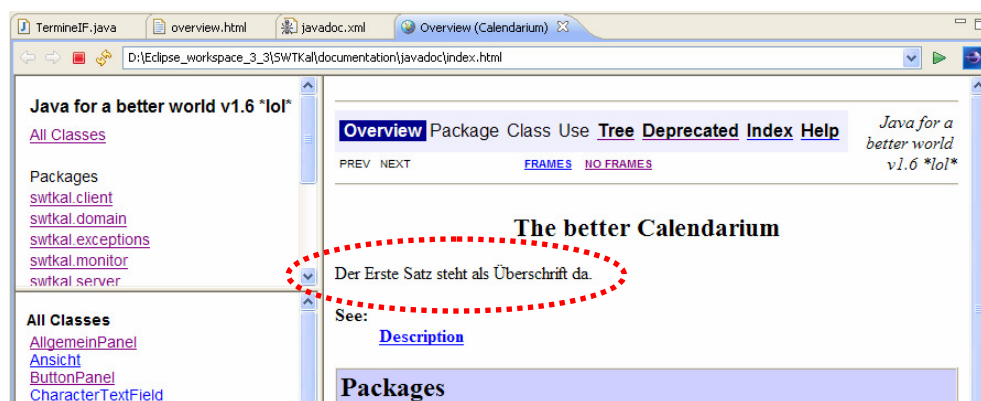 TermineIF.java overview.html javadoc.xml Overview (Calendarium)
D:\Eclipse_workspace_3_3\SWTKal\documentation\javadoc\index.html
Java for a better world v1.6 *lol*
All Classes
Packages
swtkal.client
swtkal.domain
swtkal.exceptions
swtkal.monitor
swtkal.server
All Classes
AllgemeinPanel
Ansicht
ButtonPanel
CharacterTextField
Overview Package Class Use Tree Deprecated Index Help
PREV NEXT FRAMES NO FRAMES
Java for a
better world
v1.6 *lol*
The better Calendarium
Der Erste Satz steht als Überschrift da.
See:
Description
Packages